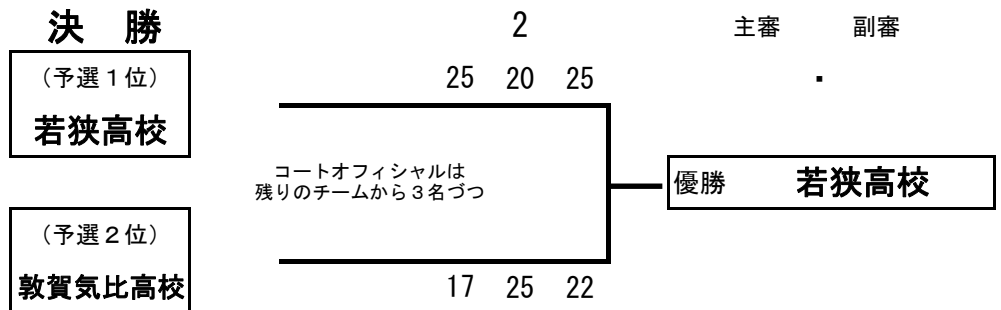 決　勝
2
主審　副審
（予選１位）
若狭高校
25 20 25
・
コートオフィシャルは
残りのチームから３名づつ
優勝　若狭高校
（予選２位）
敦賀気比高校
17 25 22